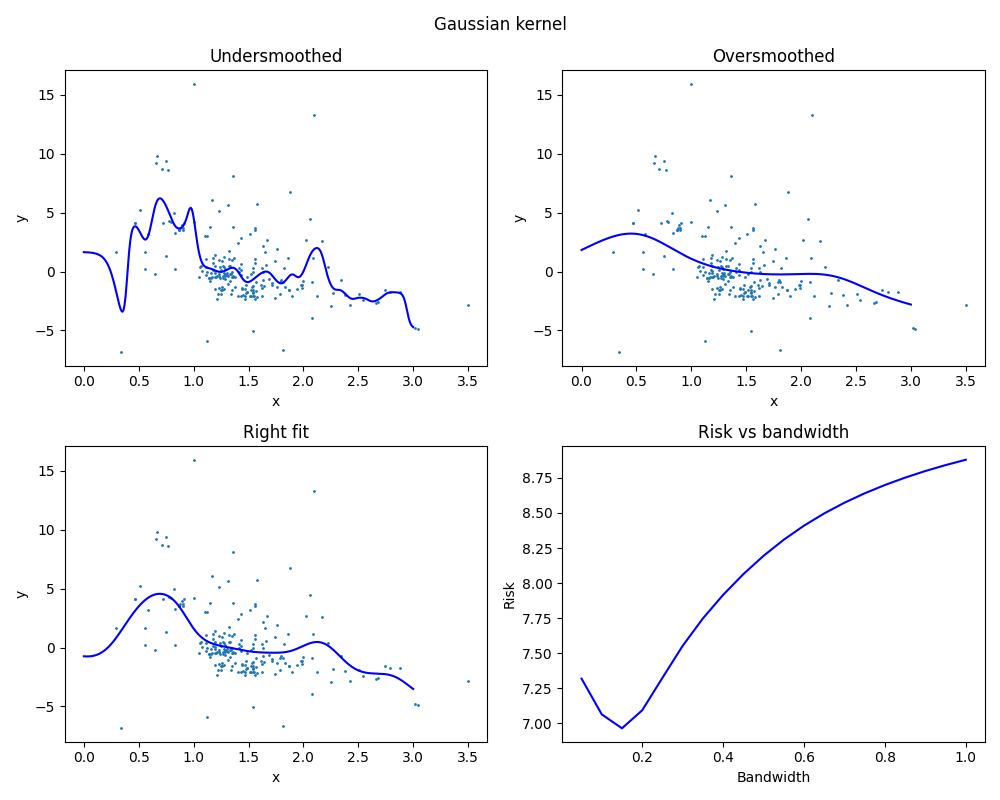 Gaussian kernel
Undersmoothed
15
10
5
0
−5
y
0.0 0.5 1.0 1.5 2.0 2.5 3.0 3.5
x
Oversmoothed
15
10
5
0
−5
y
0.0 0.5 1.0 1.5 2.0 2.5 3.0 3.5
x
Right fit
15
10
5
0
−5
y
0.0 0.5 1.0 1.5 2.0 2.5 3.0 3.5
x
Risk vs bandwidth
8.75
8.50
8.25
8.00
7.75
7.50
7.25
7.00
Risk
0.2 0.4 0.6 0.8 1.0
Bandwidth